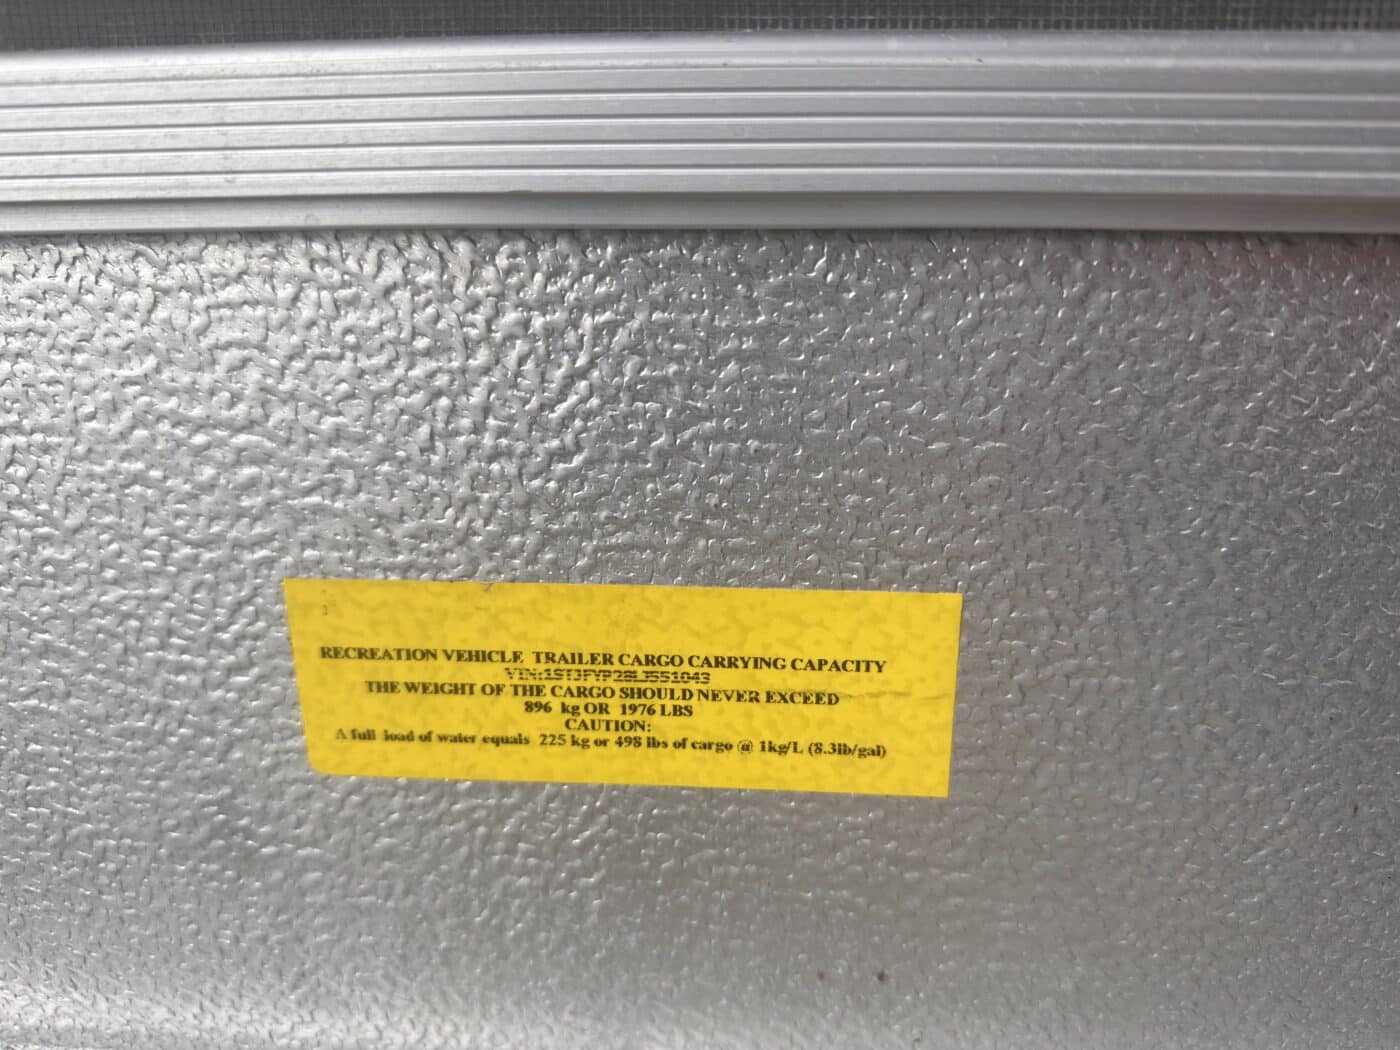 RECREATION VEHICLE TRAILER CARGO CARRYING CAPACITY
VIN:1STJFYP28LJ551043
THE WEIGHT OF THE CARGO SHOULD NEVER EXCEED
896 kg OR 1976 LBS
CAUTION:
A full load of water equals 225 kg or 498 lbs of cargo @ 1kg/L (8.3lb/gal)